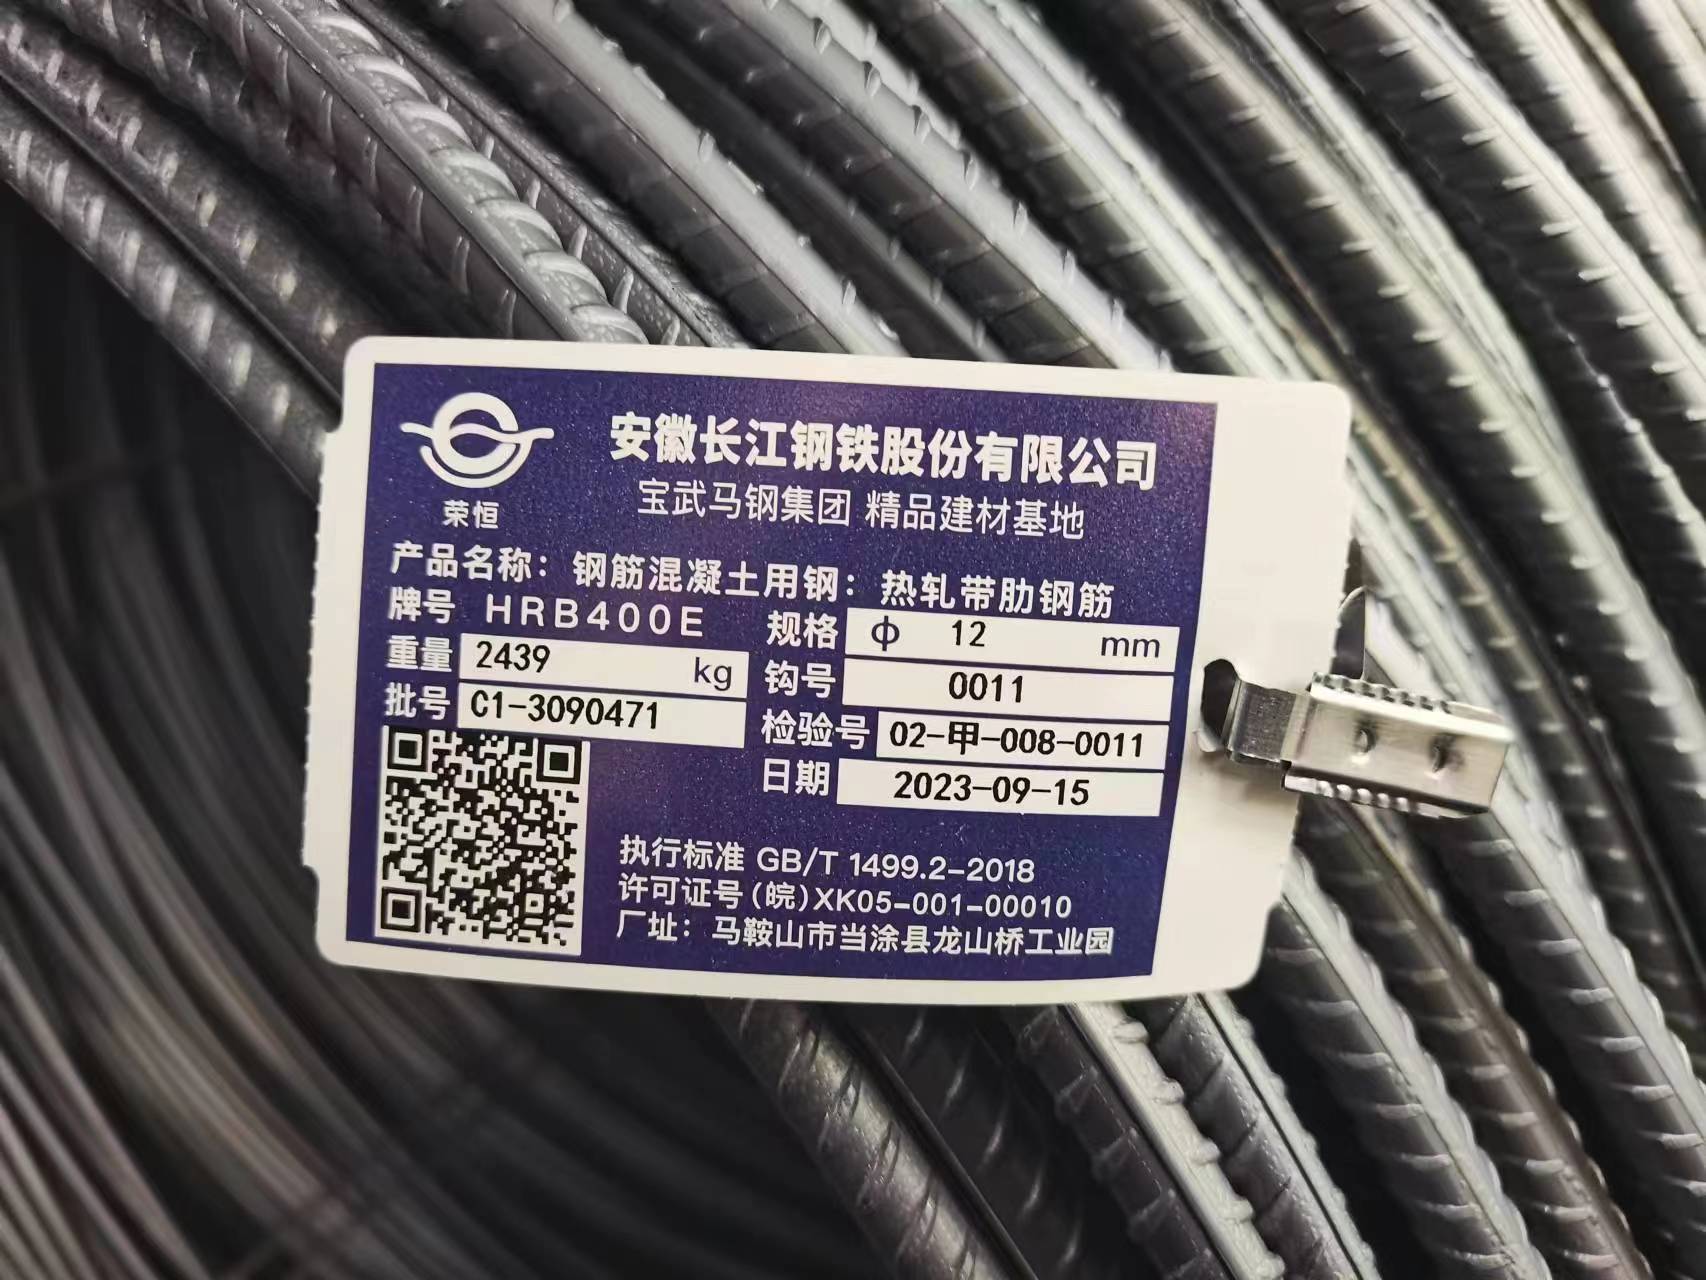 荣恒
安徽长江钢铁股份有限公司
宝武马钢集团 精品建材基地
产品名称：钢筋混凝土用钢：热轧带肋钢筋
牌号 HRB400E 规格 ф 12 mm
重量 2439 kg 钩号 0011
批号 C1-3090471 检验号 02-甲-008-0011
日期 2023-09-15
执行标准 GB/T 1499.2-2018
许可证号(皖)XK05-001-00010
厂址：马鞍山市当涂县龙山桥工业园